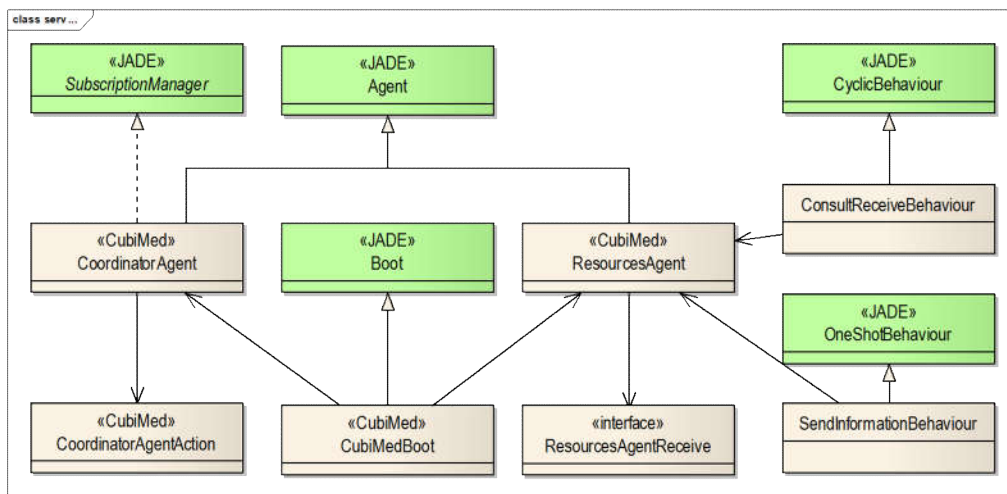 class serv ...
«JADE»
SubscriptionManager
«JADE»
Agent
«JADE»
CyclicBehaviour
ConsultReceiveBehaviour
«CubiMed»
CoordinatorAgent
«JADE»
Boot
«CubiMed»
ResourcesAgent
«JADE»
OneShotBehaviour
«CubiMed»
CoordinatorAgentAction
«CubiMed»
CubiMedBoot
«interface»
ResourcesAgentReceive
SendInformationBehaviour